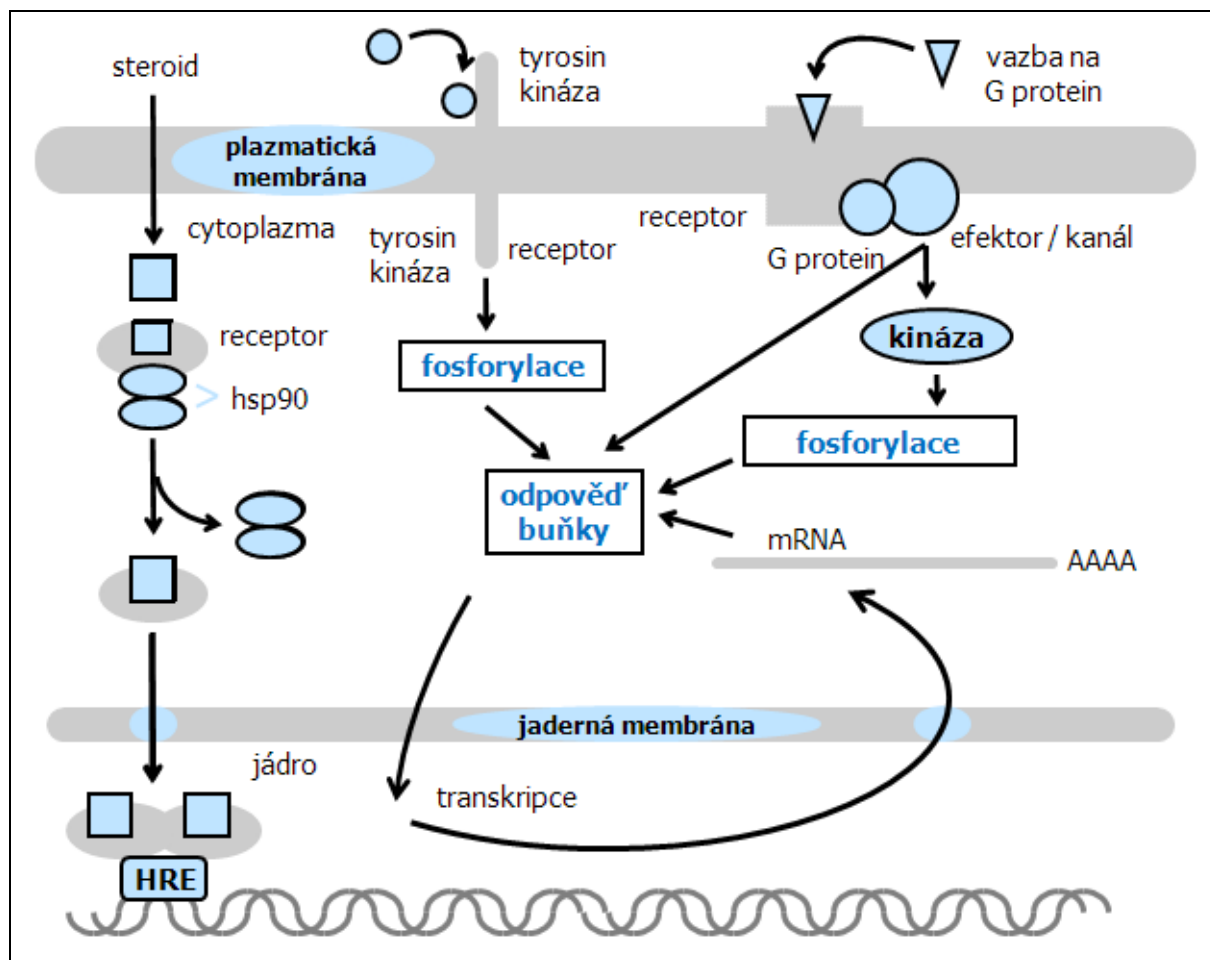 steroid
tyrosin
kináza
vazba na
G protein
plazmatická
membrána
cytoplazma
tyrosin
kináza
receptor
receptor
G protein
efektor / kanál
receptor
hsp90
fosforylace
kináza
fosforylace
odpověď
buňky
mRNA
AAAA
jaderná membrána
jádro
transkripce
HRE